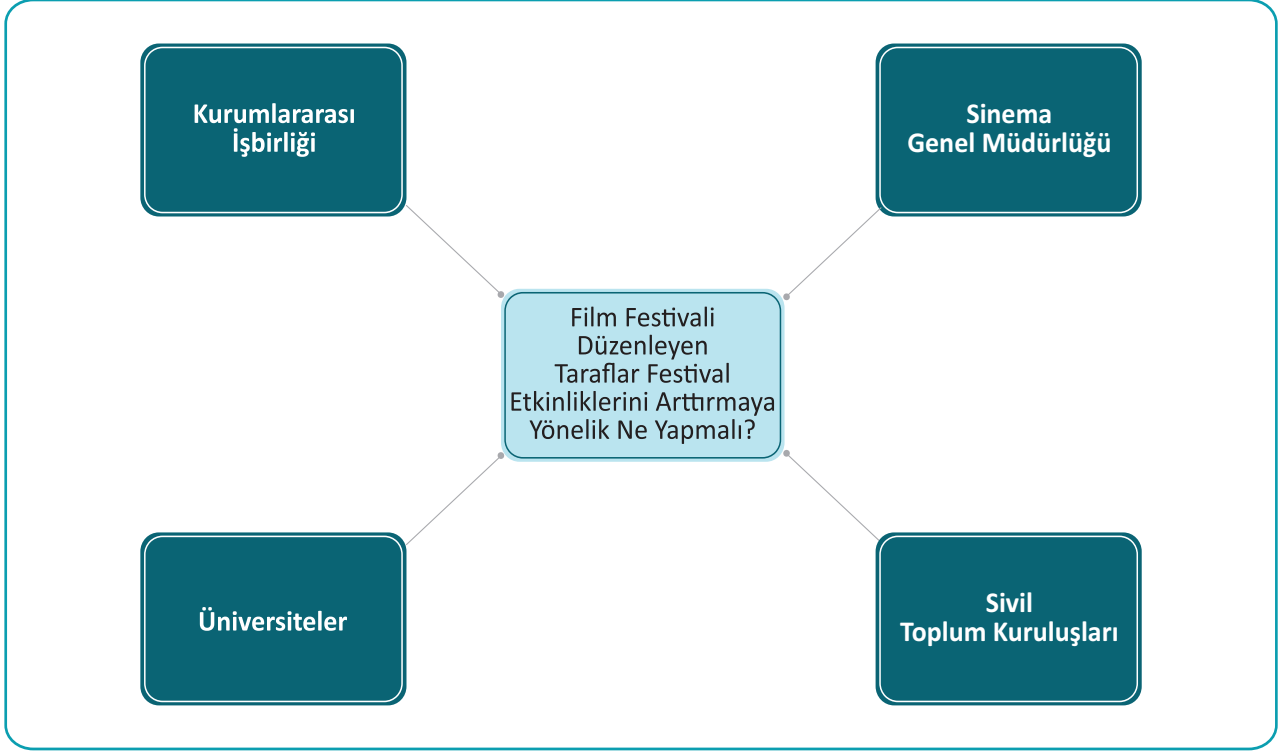 Kurumlararası
İşbirliği
Sinema
Genel Müdürlüğü
Film Festivali
Düzenleyen
Taraflar Festival
Etkinliklerini Arttırmaya
Yönelik Ne Yapmalı?
Üniversiteler
Sivil
Toplum Kuruluşları